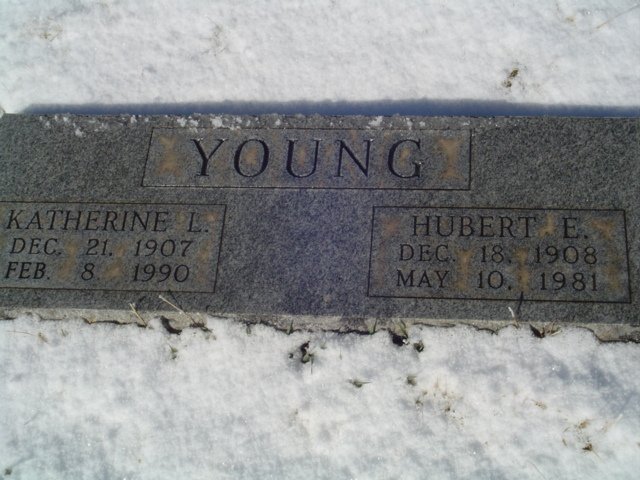 YOUNG
KATHERINE L.
DEC. 21, 1907
FEB. 8 1990
HUBERT E.
DEC. 18, 1908
MAY 10, 1981